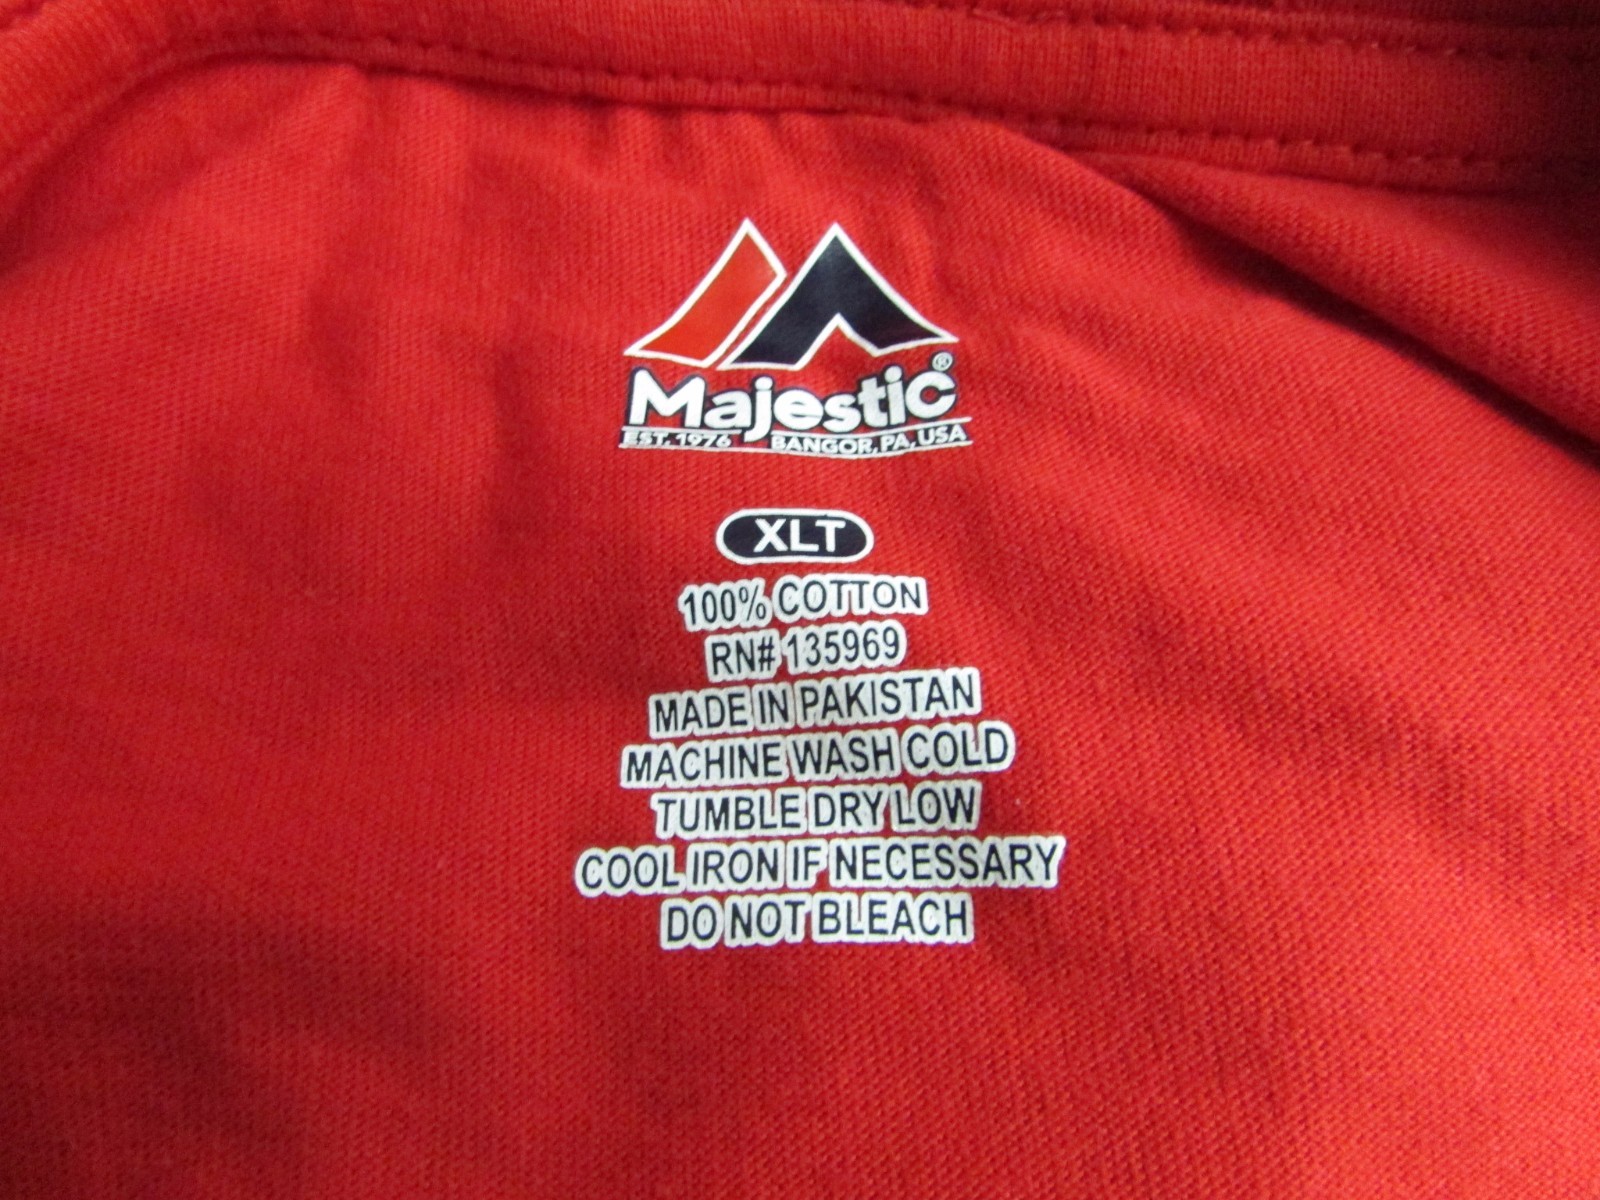 Majestic®
EST. 1976 BANGOR, PA, USA
XLT
100% COTTON
RN# 135969
MADE IN PAKISTAN
MACHINE WASH COLD
TUMBLE DRY LOW
COOL IRON IF NECESSARY
DO NOT BLEACH